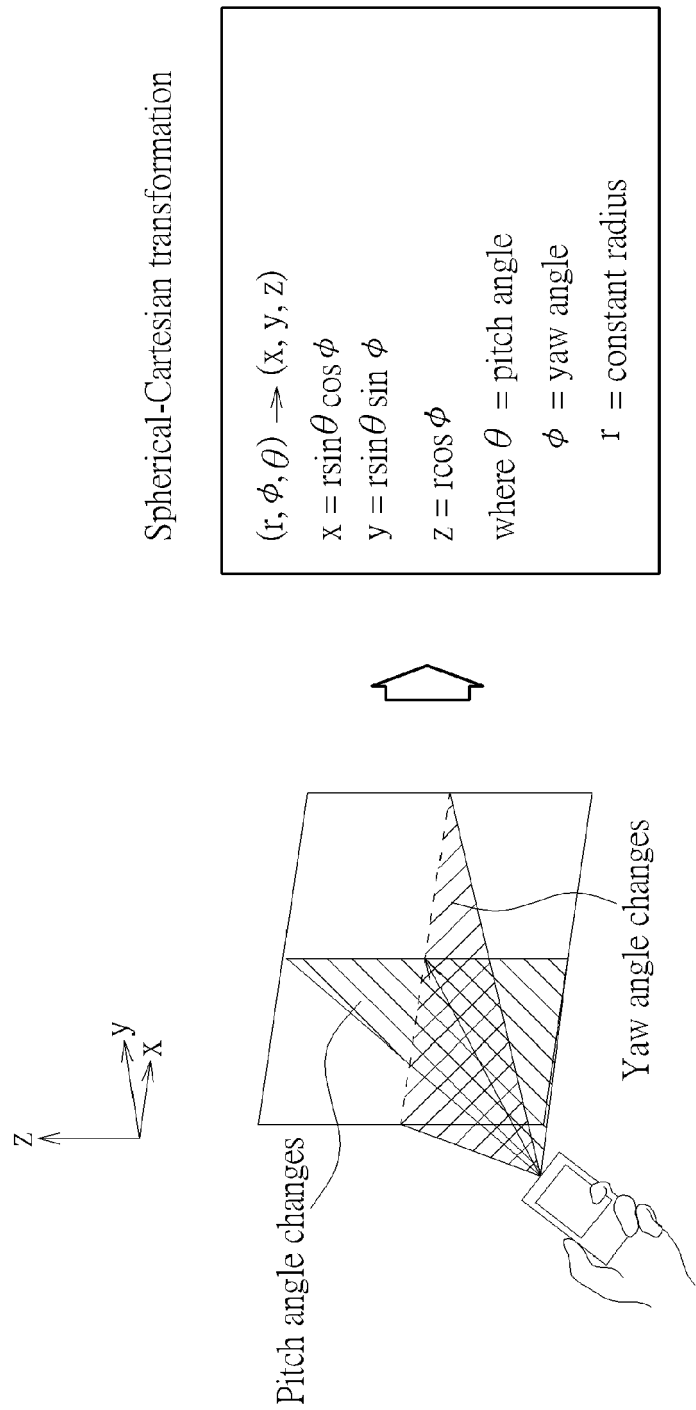 z
y
x
Pitch angle changes
Yaw angle changes
Spherical-Cartesian transformation
(r, ϕ, θ) → (x, y, z)
x = rsinθ cos ϕ
y = rsinθ sin ϕ
z = rcos ϕ
where θ = pitch angle
ϕ = yaw angle
r = constant radius